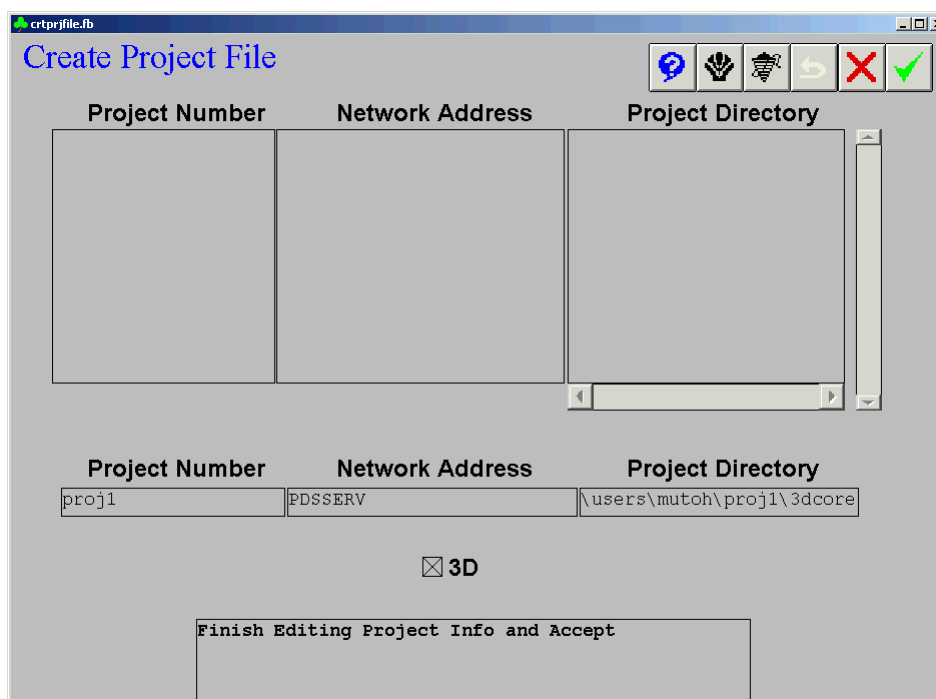 crtprjfile.fb
Create Project File
Project Number Network Address Project Directory
Project Number Network Address Project Directory
proj1 PDSSERV \users\mutoh\proj1\3dcore
3D
Finish Editing Project Info and Accept